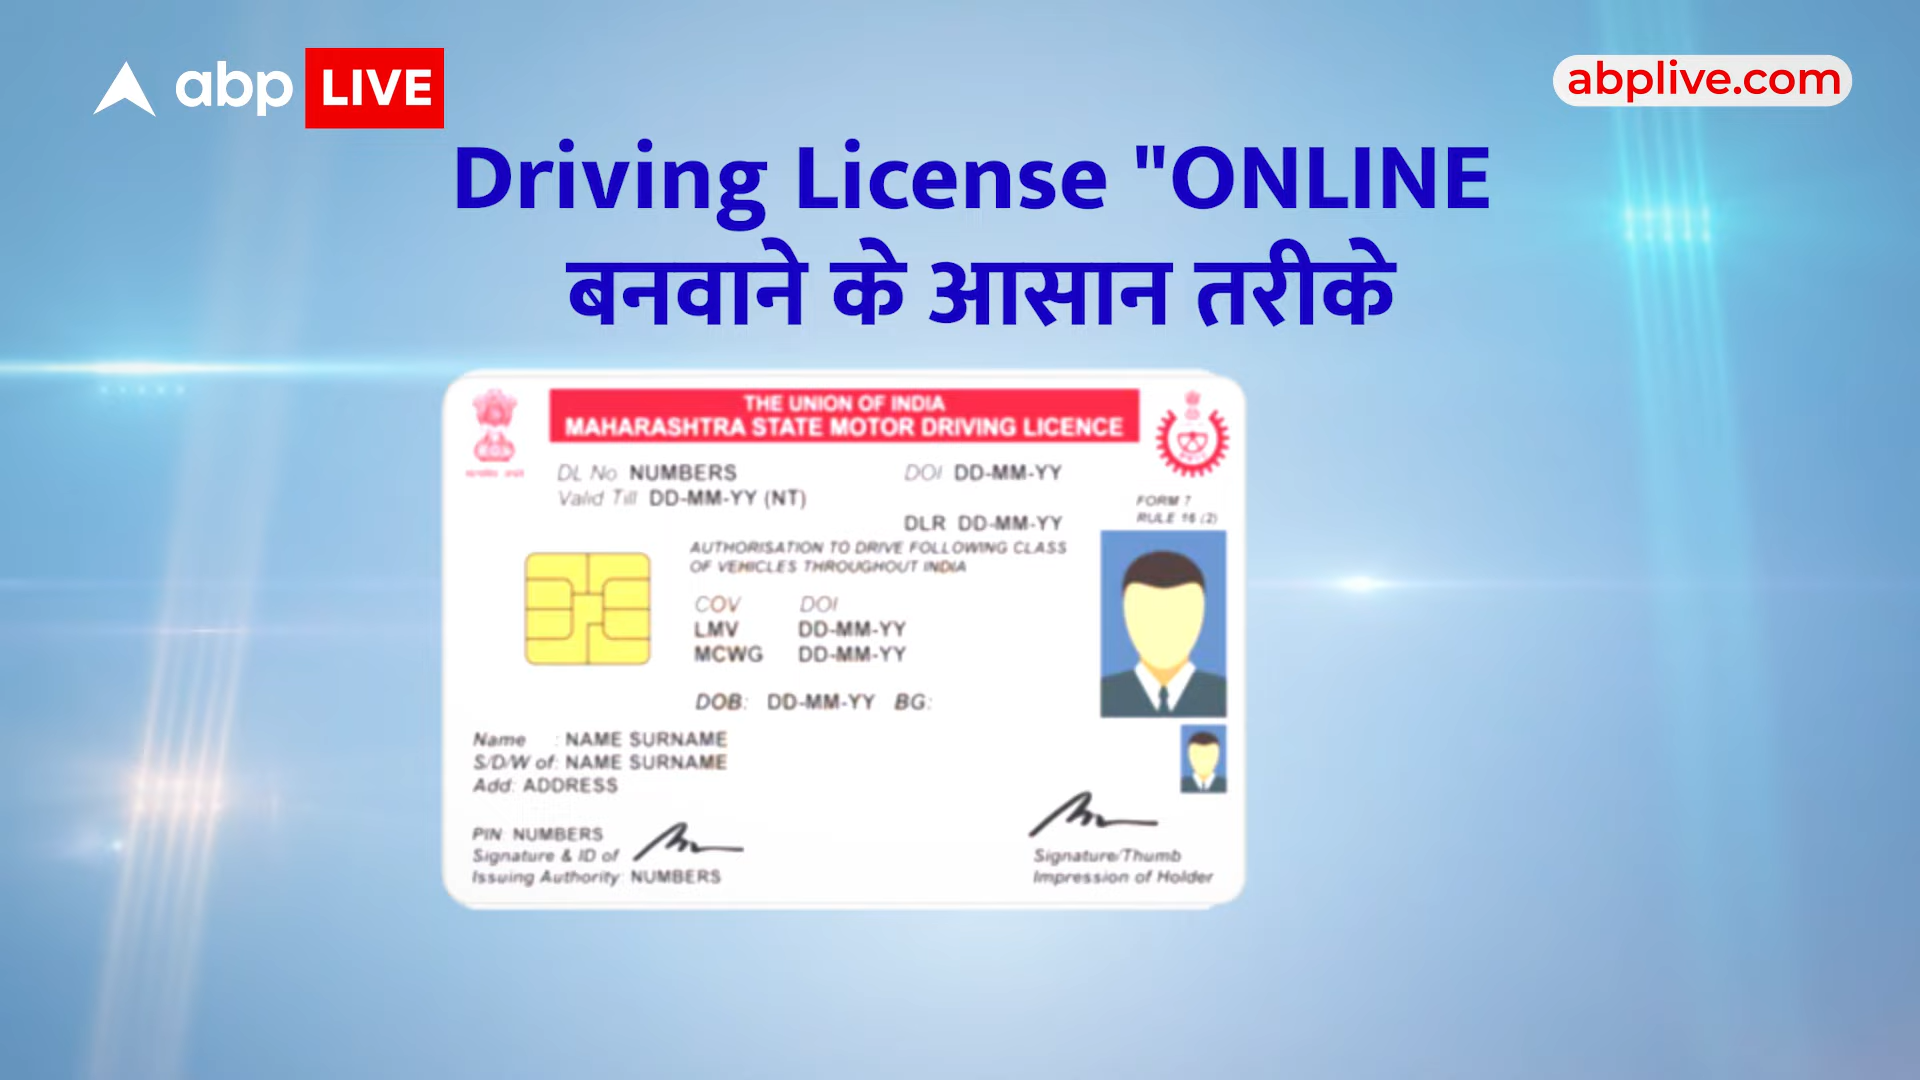 abp LIVE
abplive.com
Driving License "ONLINE
बनवाने के आसान तरीके
THE UNION OF INDIA
MAHARASHTRA STATE MOTOR DRIVING LICENCE
DL No NUMBERS DOI DD-MM-YY
Valid Till DD-MM-YY (NT)
FORM 7
RULE 16 (2)
DLR DD-MM-YY
AUTHORISATION TO DRIVE FOLLOWING CLASS
OF VEHICLES THROUGHOUT INDIA
COV DOI
LMV DD-MM-YY
MCWG DD-MM-YY
DOB: DD-MM-YY BG:
Name : NAME SURNAME
S/D/W of: NAME SURNAME
Add: ADDRESS
PIN: NUMBERS
Signature & ID of
Issuing Authority: NUMBERS
Signature/Thumb
Impression of Holder